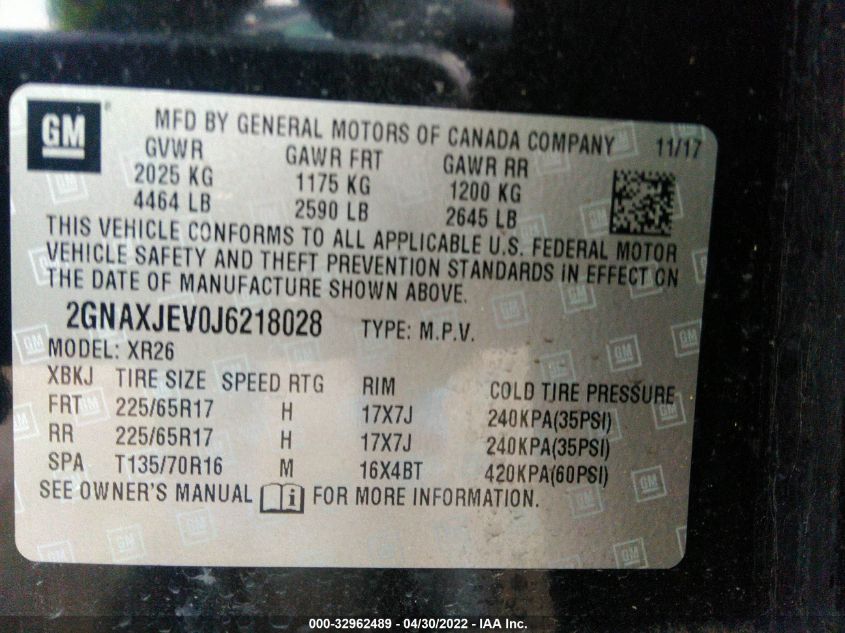 GM ® MFD BY GENERAL MOTORS OF CANADA COMPANY 11/17
GVWR GAWR FRT GAWR RR
2025 KG 1175 KG 1200 KG
4464 LB 2590 LB 2645 LB
THIS VEHICLE CONFORMS TO ALL APPLICABLE U.S. FEDERAL MOTOR
VEHICLE SAFETY AND THEFT PREVENTION STANDARDS IN EFFECT ON
THE DATE OF MANUFACTURE SHOWN ABOVE.
2GNAXJEV0J6218028 TYPE: M.P.V.
MODEL: XR26
XBKJ TIRE SIZE SPEED RTG RIM COLD TIRE PRESSURE
FRT 225/65R17 H 17X7J 240KPA(35PSI)
RR 225/65R17 H 17X7J 240KPA(35PSI)
SPA T135/70R16 M 16X4BT 420KPA(60PSI)
SEE OWNER'S MANUAL FOR MORE INFORMATION.
000-32962489 - 04/30/2022 - IAA Inc.